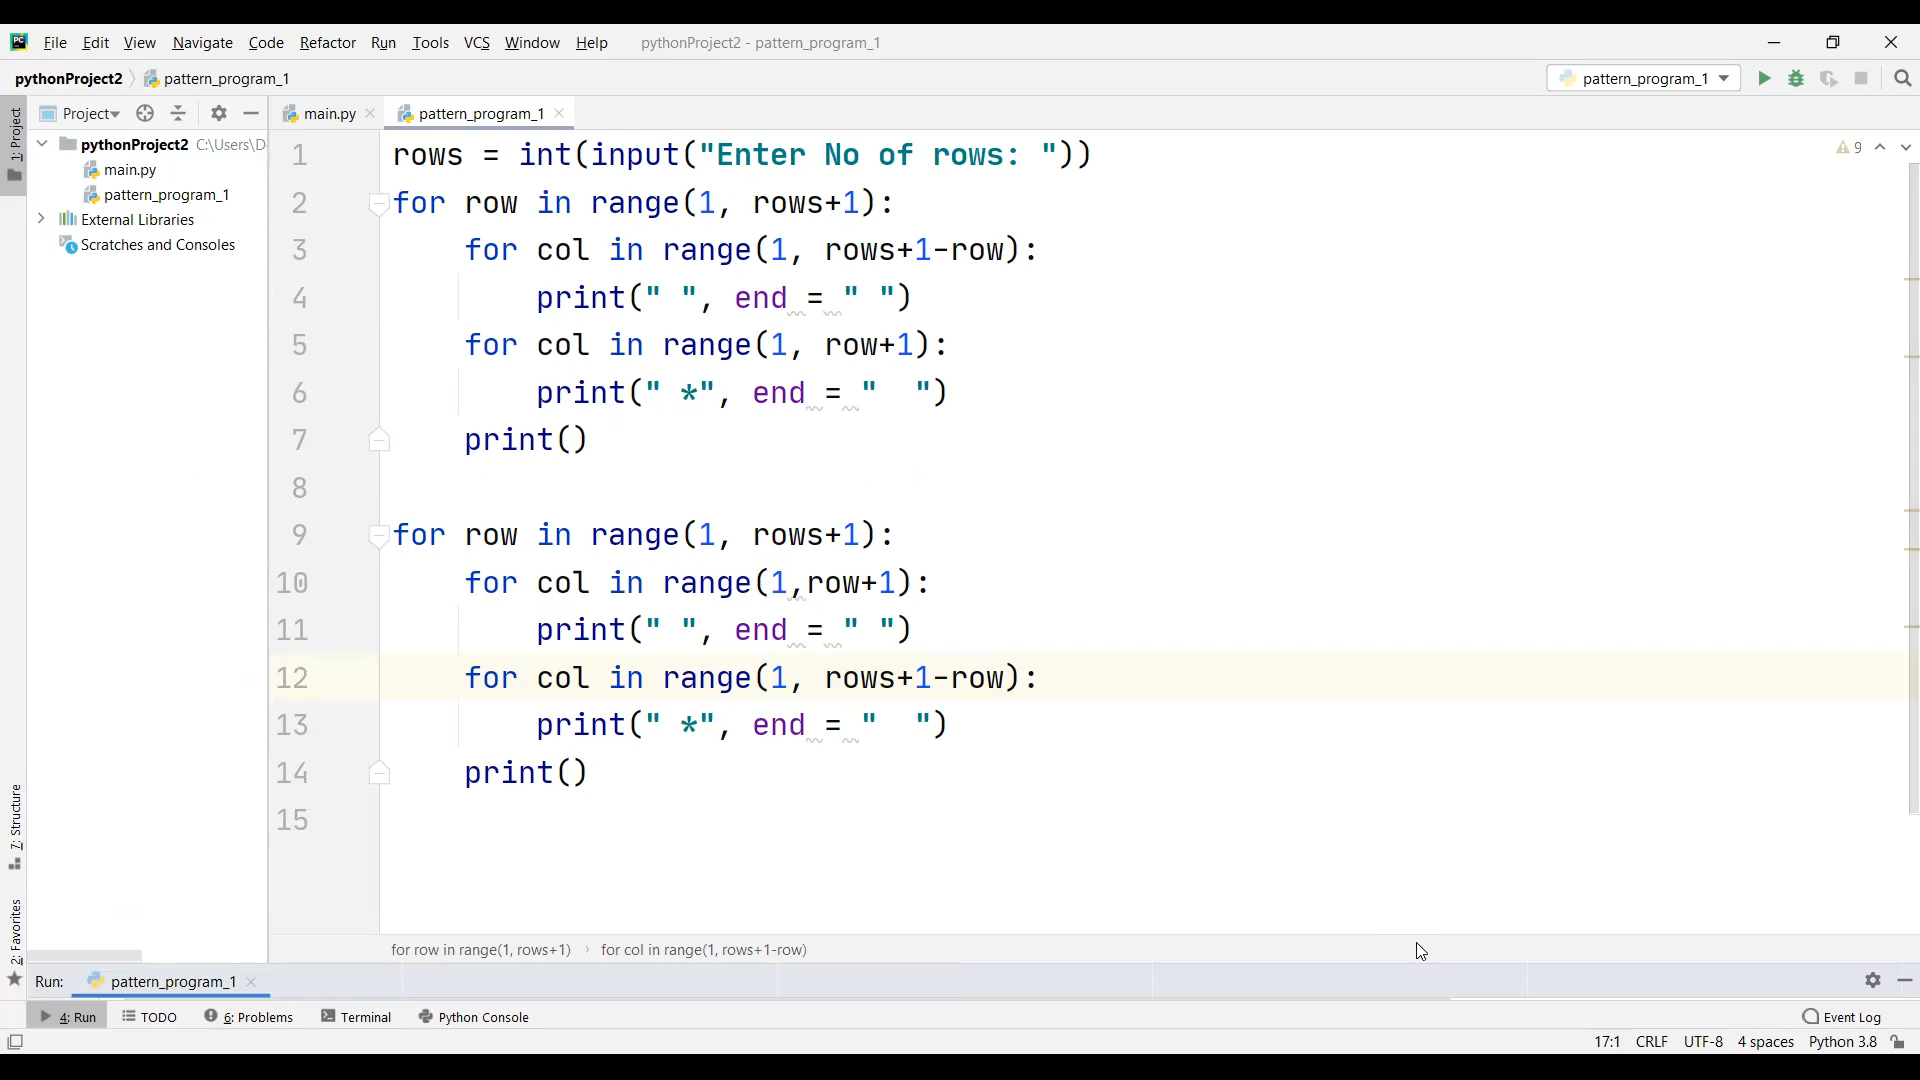 PC File Edit View Navigate Code Refactor Run Tools VCS Window Help pythonProject2 - pattern_program_1
pythonProject2 pattern_program_1 pattern_program_1
1: Project
Project main.py pattern_program_1
pythonProject2 C:\Users\D
main.py
pattern_program_1
External Libraries
Scratches and Consoles
9
1 rows = int(input("Enter No of rows: "))
2 for row in range(1, rows+1):
3     for col in range(1, rows+1-row):
4         print(" ", end = " ")
5     for col in range(1, row+1):
6         print(" *", end = "  ")
7     print()
8
9 for row in range(1, rows+1):
10     for col in range(1,row+1):
11         print(" ", end = " ")
12     for col in range(1, rows+1-row):
13         print(" *", end = "  ")
14     print()
15
7: Structure
2: Favorites
for row in range(1, rows+1) › for col in range(1, rows+1-row)
Run: pattern_program_1
4: Run TODO 6: Problems Terminal Python Console Event Log
17:1 CRLF UTF-8 4 spaces Python 3.8